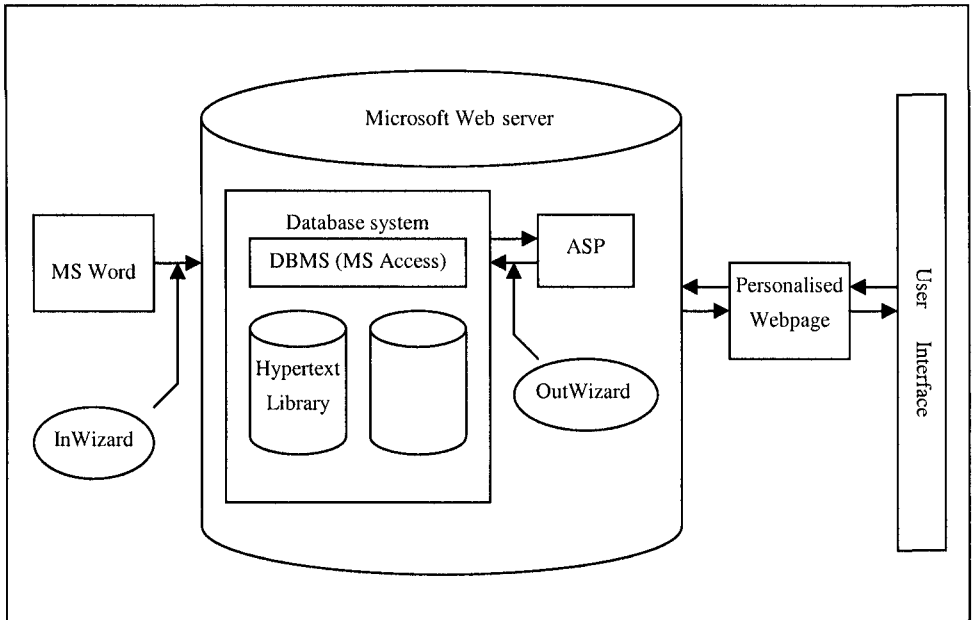 Microsoft Web server
Database system
DBMS (MS Access)
ASP
MS Word
Personalised
Webpage
User Interface
Hypertext
Library
OutWizard
InWizard